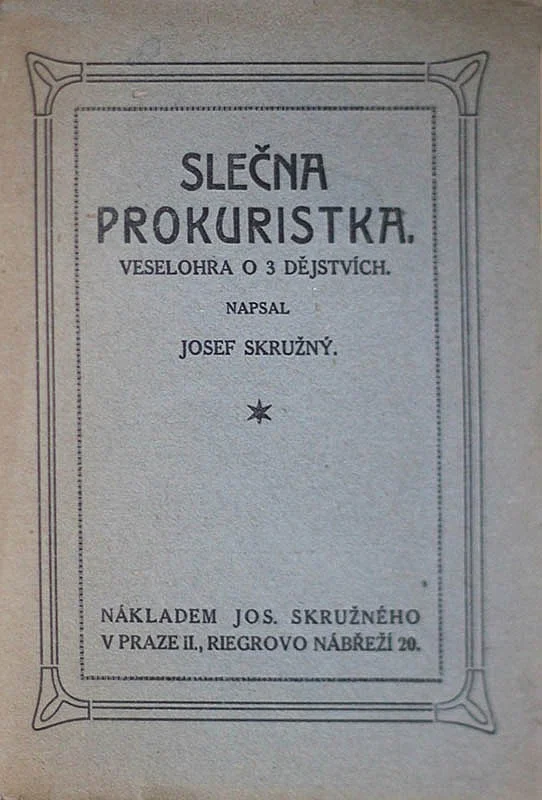 SLEČNA
PROKURISTKA.
VESELOHRA O 3 DĚJSTVÍCH.
NAPSAL
JOSEF SKRUŽNÝ.
NÁKLADEM JOS. SKRUŽNÉHO
V PRAZE II., RIEGROVO NÁBŘEŽÍ 20.